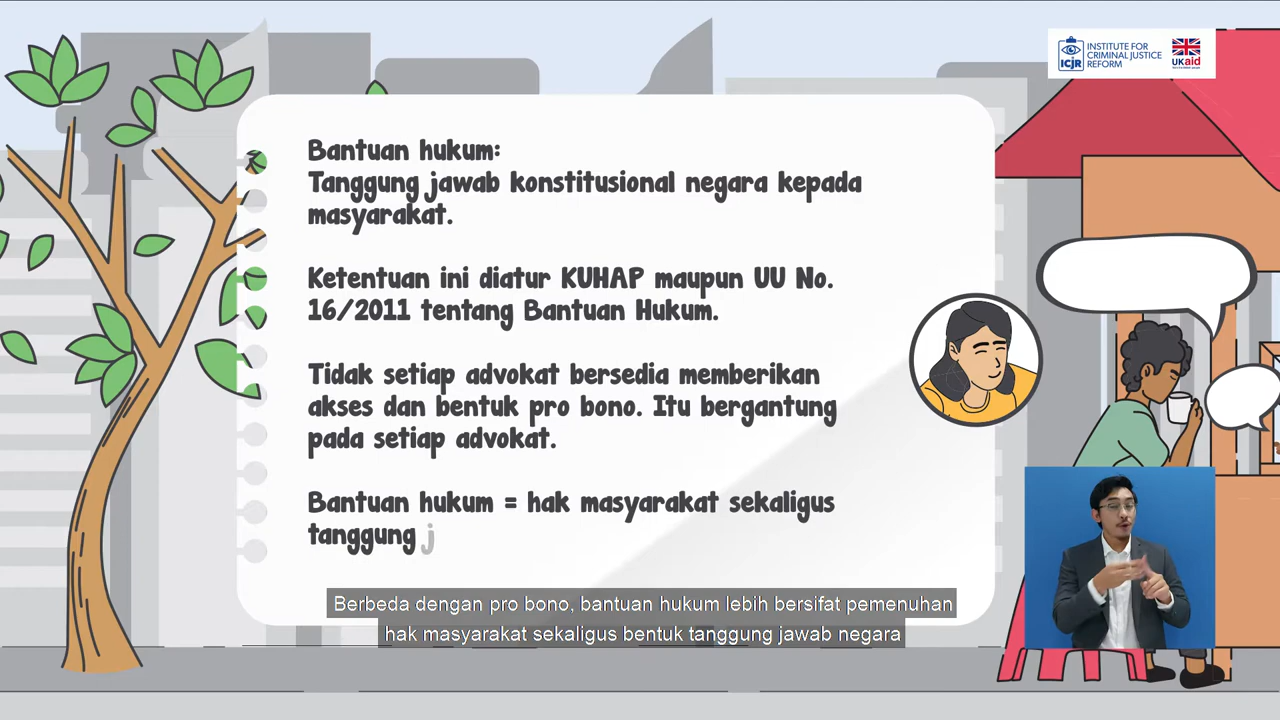 INSTITUTE FOR
CRIMINAL JUSTICE
REFORM
ICJR
UKaid
Bantuan hukum:
Tanggung jawab konstitusional negara kepada
masyarakat.
Ketentuan ini diatur KUHAP maupun UU No.
16/2011 tentang Bantuan Hukum.
Tidak setiap advokat bersedia memberikan
akses dan bentuk pro bono. Itu bergantung
pada setiap advokat.
Bantuan hukum = hak masyarakat sekaligus
tanggung j
Berbeda dengan pro bono, bantuan hukum lebih bersifat pemenuhan
hak masyarakat sekaligus bentuk tanggung jawab negara